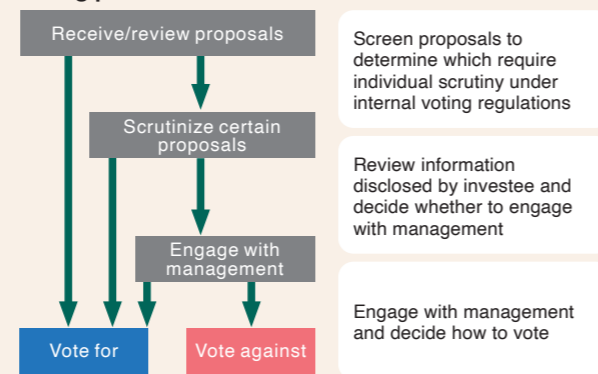 Receive/review proposals
Screen proposals to
determine which require
individual scrutiny under
internal voting regulations
Scrutinize certain
proposals
Review information
disclosed by investee and
decide whether to engage
with management
Engage with
management
Engage with management
and decide how to vote
Vote for
Vote against